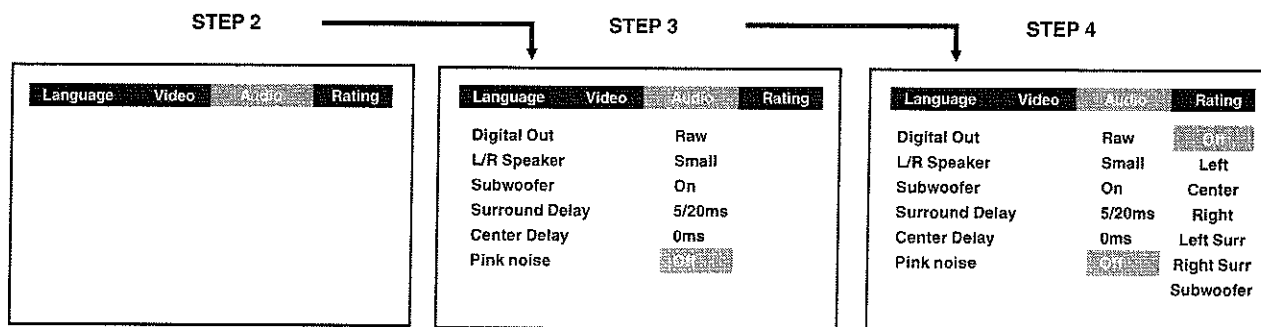 STEP 2
STEP 3
STEP 4
Language Video Audio Rating
Language Video Audio Rating
Digital Out Raw
L/R Speaker Small
Subwoofer On
Surround Delay 5/20ms
Center Delay 0ms
Pink noise Off
Language Video Audio Rating
Digital Out Raw Off
L/R Speaker Small Left
Subwoofer On Center
Surround Delay 5/20ms Right
Center Delay 0ms Left Surr
Pink noise Off Right Surr
Subwoofer